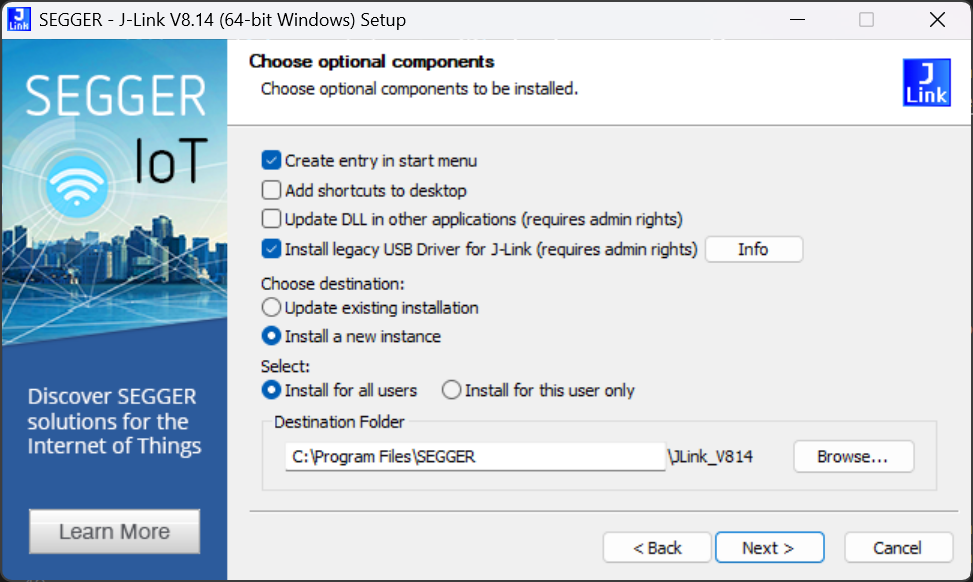 J
Link
SEGGER - J-Link V8.14 (64-bit Windows) Setup
SEGGER
IoT
Discover SEGGER
solutions for the
Internet of Things
Learn More
Choose optional components
Choose optional components to be installed.
J
Link
Create entry in start menu
Add shortcuts to desktop
Update DLL in other applications (requires admin rights)
Install legacy USB Driver for J-Link (requires admin rights) Info
Choose destination:
Update existing installation
Install a new instance
Select:
Install for all users Install for this user only
Destination Folder
C:\Program Files\SEGGER \JLink_V814 Browse...
< Back Next > Cancel